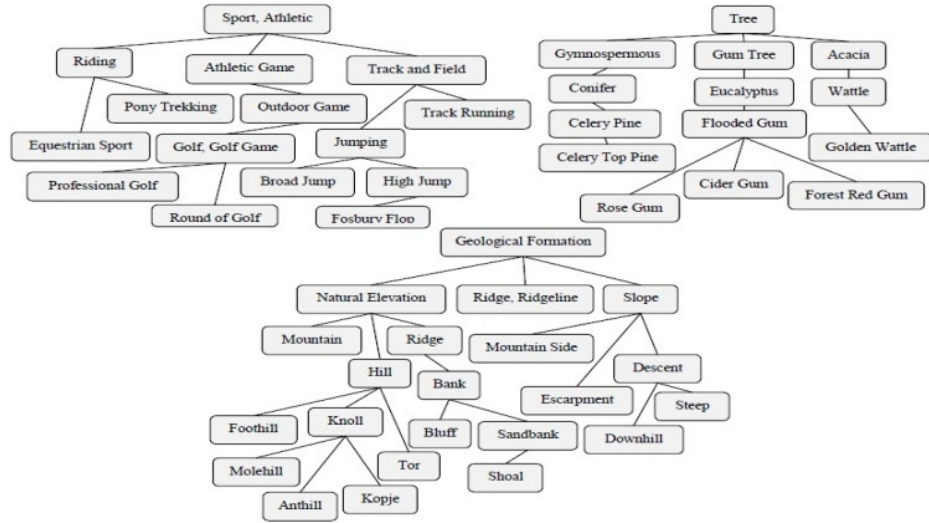 Sport, Athletic
Riding
Athletic Game
Track and Field
Pony Trekking
Outdoor Game
Track Running
Equestrian Sport
Golf, Golf Game
Jumping
Professional Golf
Broad Jump
High Jump
Round of Golf
Fosbury Flop
Tree
Gymnospermous
Gum Tree
Acacia
Conifer
Eucalyptus
Wattle
Celery Pine
Flooded Gum
Golden Wattle
Celery Top Pine
Cider Gum
Forest Red Gum
Rose Gum
Geological Formation
Natural Elevation
Ridge, Ridgeline
Slope
Mountain
Ridge
Mountain Side
Hill
Bank
Descent
Escarpment
Steep
Foothill
Knoll
Bluff
Sandbank
Downhill
Molehill
Tor
Shoal
Anthill
Kopje